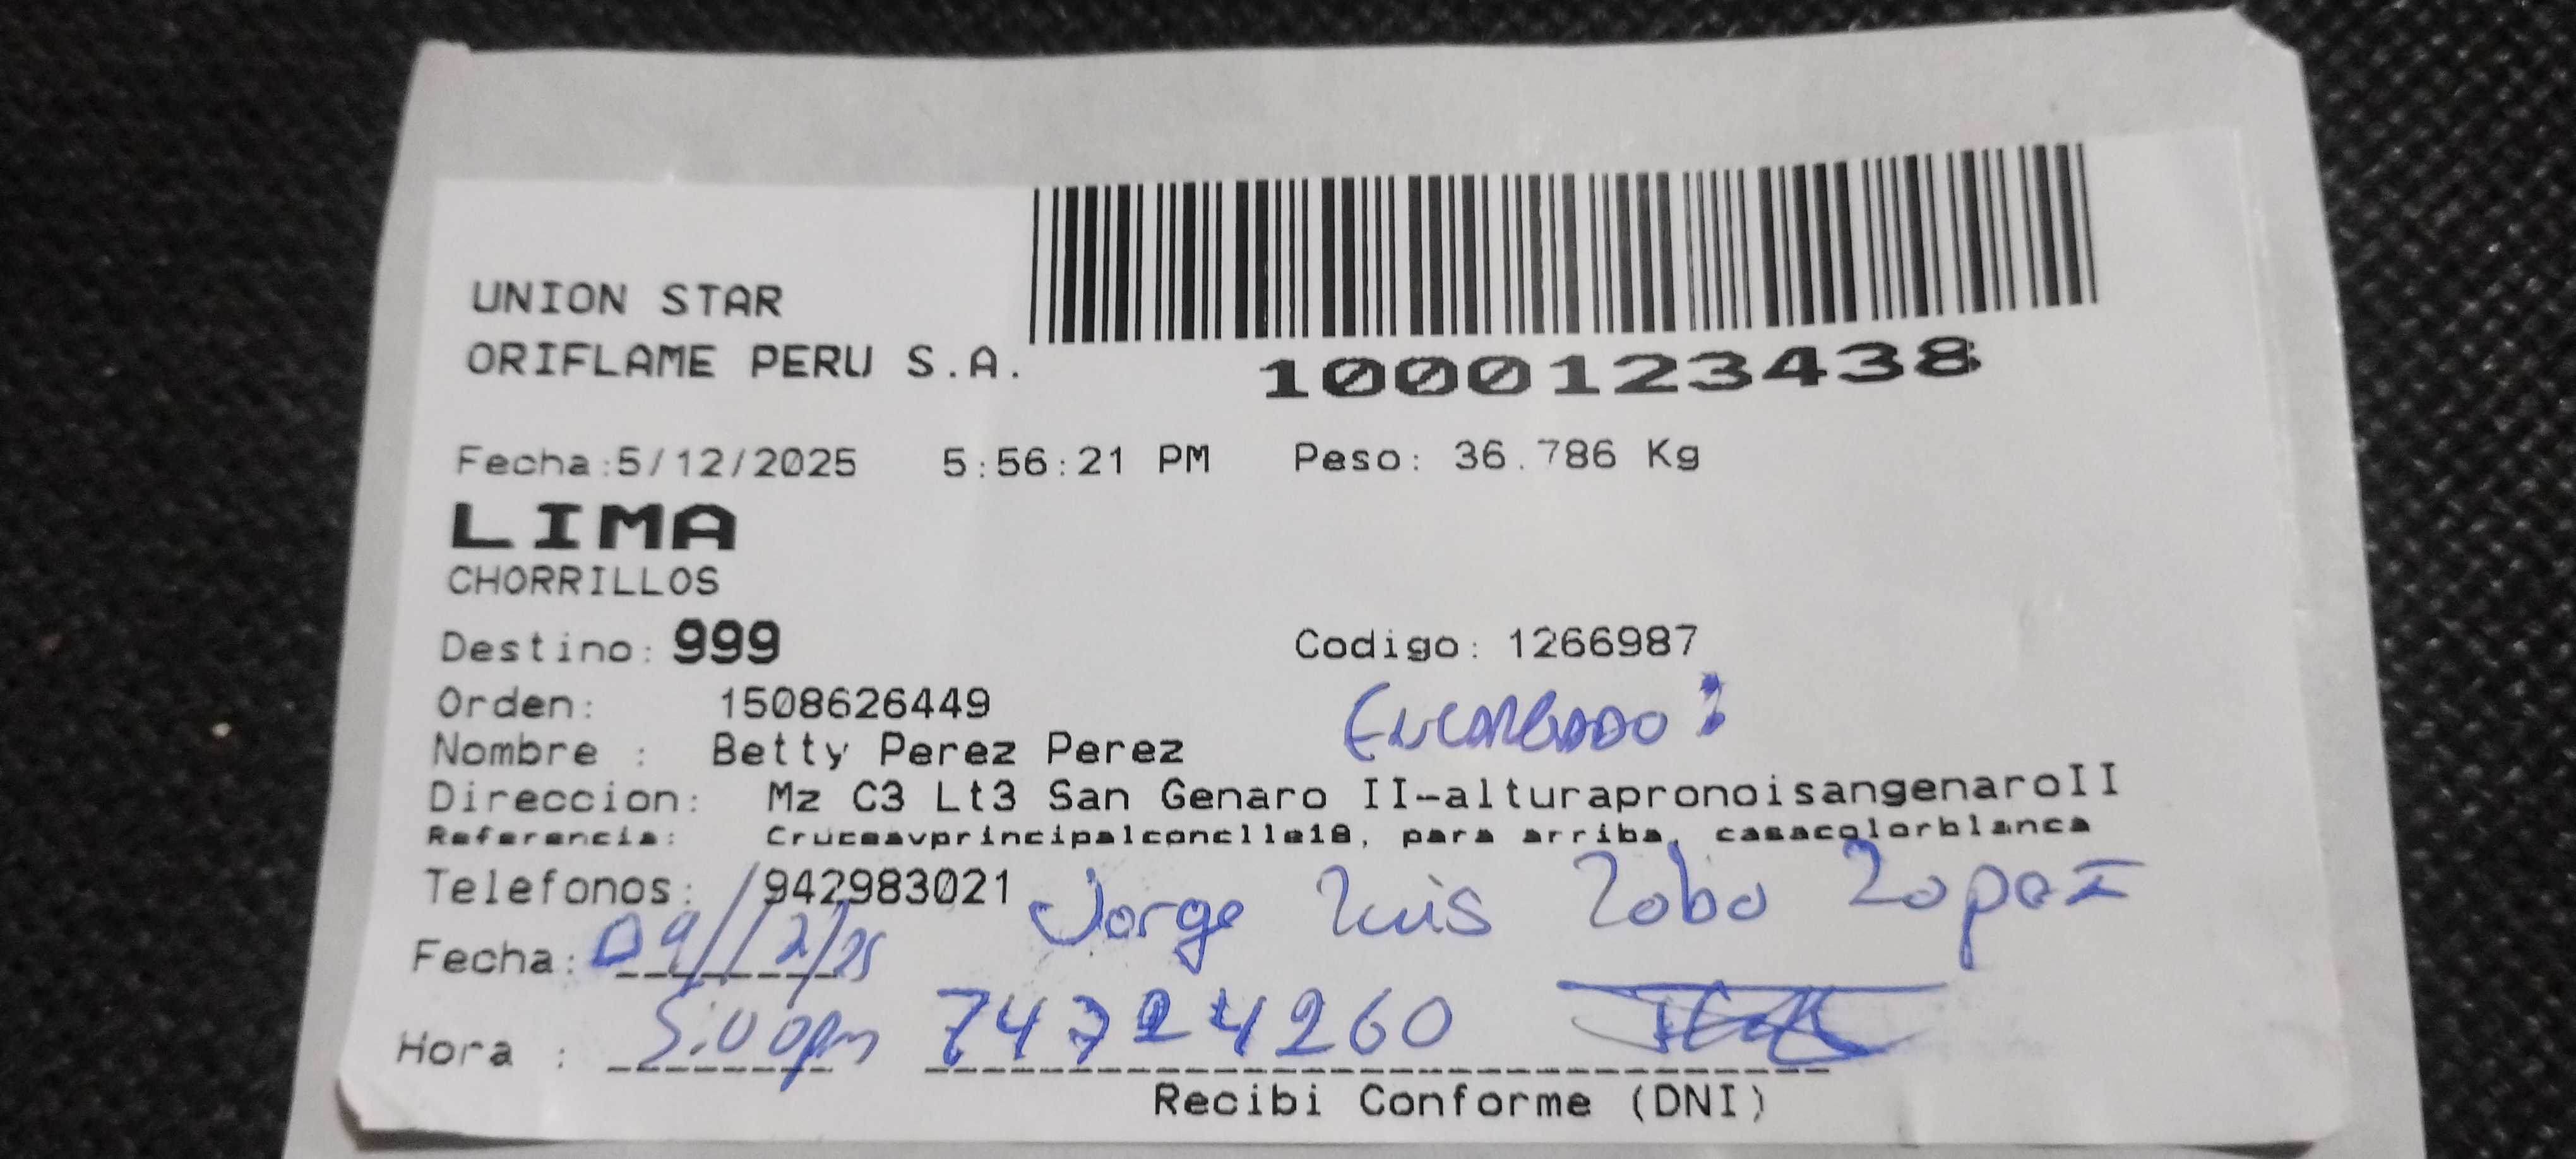 UNION STAR
ORIFLAME PERU S.A.
1000123438
Fecha:5/12/2025 5:56:21 PM Peso: 36.786 Kg
LIMA
CHORRILLOS
Destino: 999 Codigo: 1266987
Orden: 1508626449
Encargado:
Nombre : Betty Perez Perez
Direccion: Mz C3 Lt3 San Genaro II-alturapronoisangenaroII
Referencia: Cruceavprincipalconclle18, para arriba, casacolorblanca
Telefonos: 942983021
Jorge Luis Lobo Lopez
Fecha: 09/12/25
Hora : 5:00pm 74724260
Recibi Conforme (DNI)